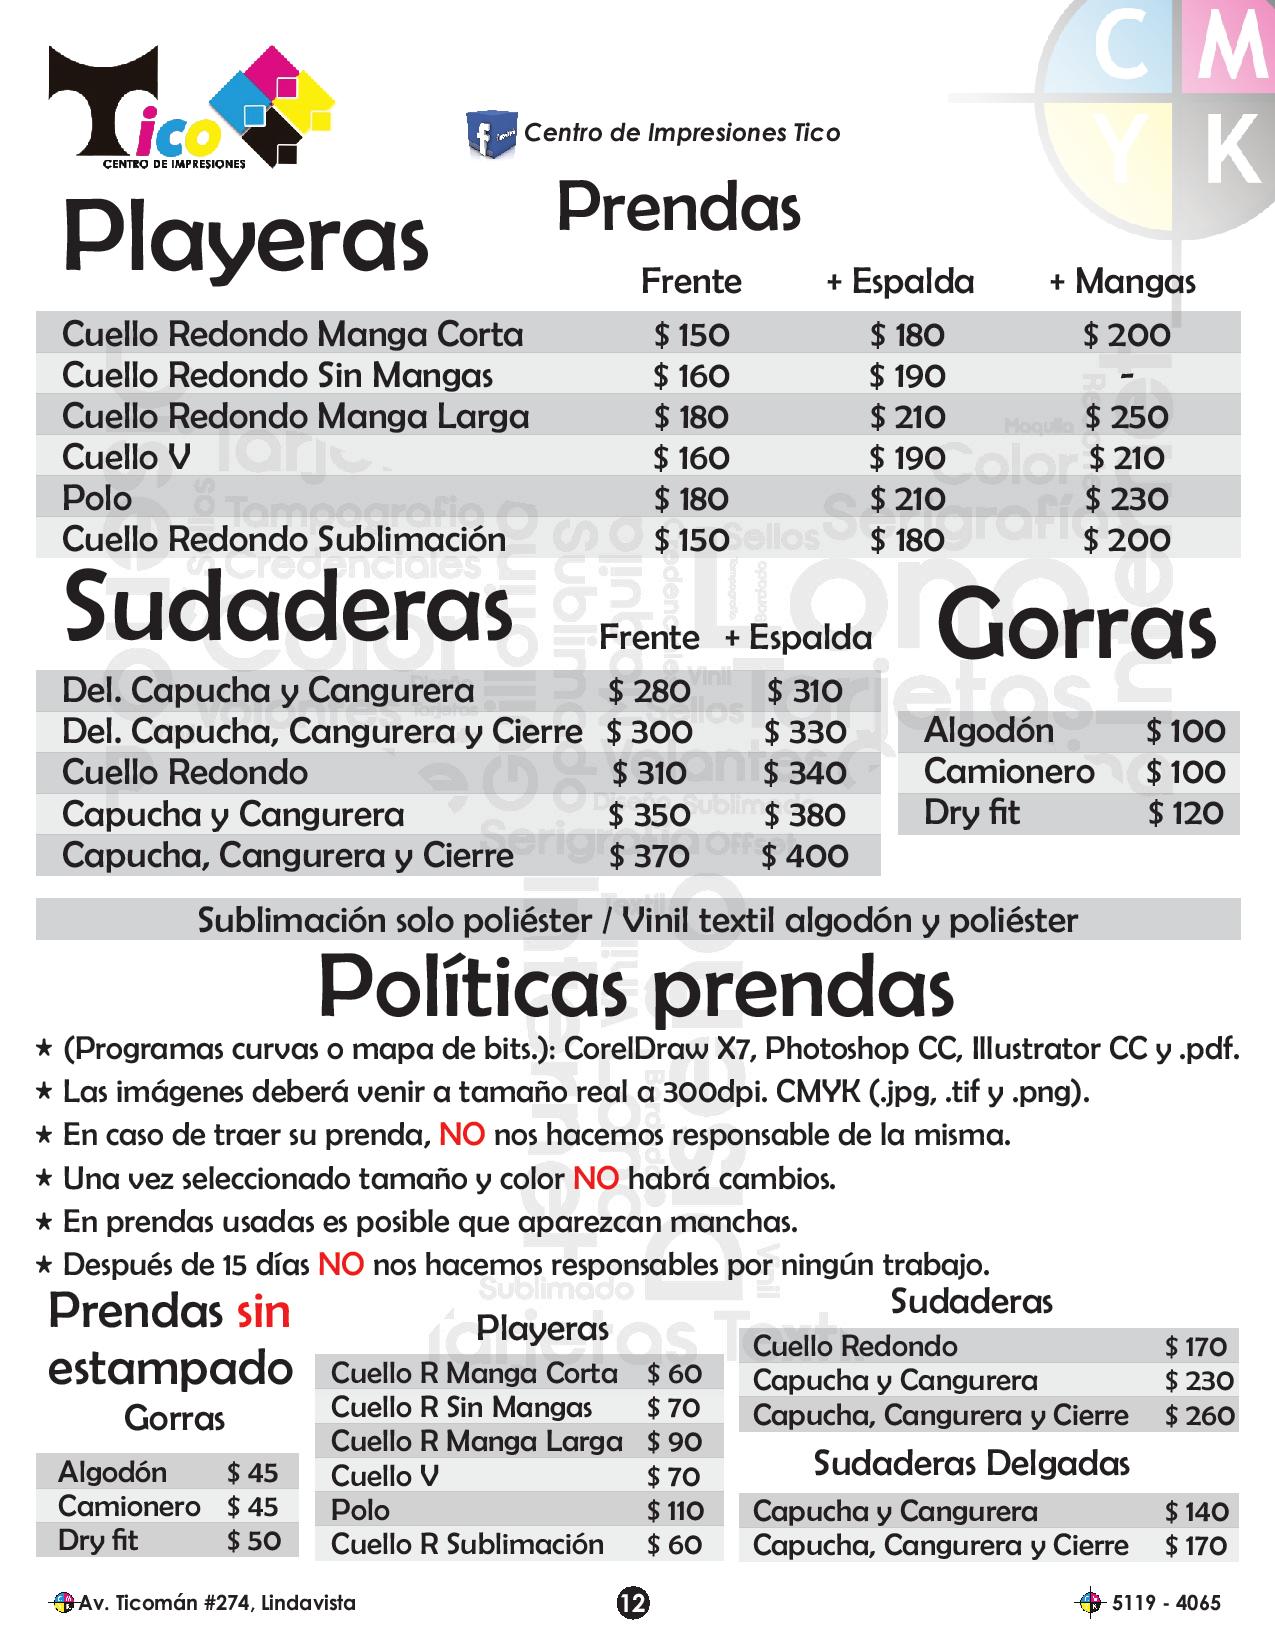 Tico
CENTRO DE IMPRESIONES
Centro de Impresiones Tico
C M
Y K
Playeras
Prendas
Frente + Espalda + Mangas
Cuello Redondo Manga Corta $ 150 $ 180 $ 200
Cuello Redondo Sin Mangas $ 160 $ 190 -
Cuello Redondo Manga Larga $ 180 $ 210 $ 250
Cuello V $ 160 $ 190 $ 210
Polo $ 180 $ 210 $ 230
Cuello Redondo Sublimación $ 150 $ 180 $ 200
Sudaderas
Frente + Espalda
Del. Capucha y Cangurera $ 280 $ 310
Del. Capucha, Cangurera y Cierre $ 300 $ 330
Cuello Redondo $ 310 $ 340
Capucha y Cangurera $ 350 $ 380
Capucha, Cangurera y Cierre $ 370 $ 400
Gorras
Algodón $ 100
Camionero $ 100
Dry fit $ 120
Sublimación solo poliéster / Vinil textil algodón y poliéster
Políticas prendas
★ (Programas curvas o mapa de bits.): CorelDraw X7, Photoshop CC, Illustrator CC y .pdf.
★ Las imágenes deberá venir a tamaño real a 300dpi. CMYK (.jpg, .tif y .png).
★ En caso de traer su prenda, NO nos hacemos responsable de la misma.
★ Una vez seleccionado tamaño y color NO habrá cambios.
★ En prendas usadas es posible que aparezcan manchas.
★ Después de 15 días NO nos hacemos responsables por ningún trabajo.
Prendas sin
estampado
Gorras
Algodón $ 45
Camionero $ 45
Dry fit $ 50
Playeras
Cuello R Manga Corta $ 60
Cuello R Sin Mangas $ 70
Cuello R Manga Larga $ 90
Cuello V $ 70
Polo $ 110
Cuello R Sublimación $ 60
Sudaderas
Cuello Redondo $ 170
Capucha y Cangurera $ 230
Capucha, Cangurera y Cierre $ 260
Sudaderas Delgadas
Capucha y Cangurera $ 140
Capucha, Cangurera y Cierre $ 170
Av. Ticomán #274, Lindavista
12
5119 - 4065